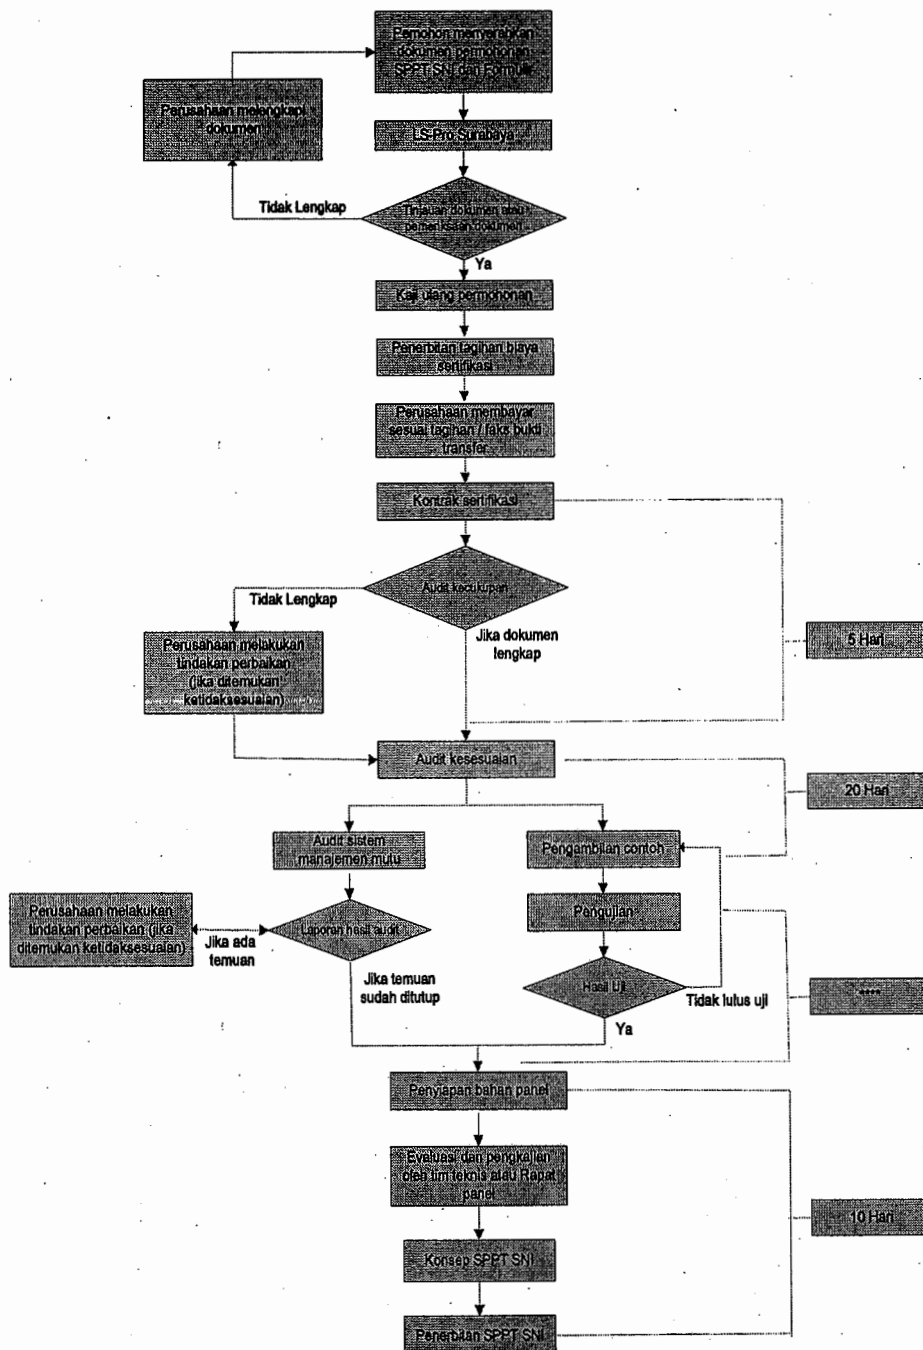 Pemohon menyerahkan
dokumen permohonan
SPPT SNI dan Formulir
Perusahaan melengkapi
dokumen
LS-Pro Surabaya
Tidak Lengkap
Tinjauan dokumen atau
pemeriksaan dokumen
Ya
Kaji ulang permohonan
Penerbitan tagihan biaya
sertifikasi
Perusahaan membayar
sesuai tagihan / faks bukti
transfer
Kontrak sertifikasi
Audit kecukupan
Tidak Lengkap
Jika dokumen
lengkap
5 Hari
Perusahaan melakukan
tindakan perbaikan
(jika ditemukan
ketidaksesuaian)
Audit kesesuaian
20 Hari
Audit sistem
manajemen mutu
Pengambilan contoh
Perusahaan melakukan
tindakan perbaikan (jika
ditemukan ketidaksesuaian)
Jika ada
temuan
Laporan hasil audit
Pengujian
Jika temuan
sudah ditutup
Hasil Uji
Tidak lulus uji
****
Ya
Penyiapan bahan panel
Evaluasi dan pengkajian
oleh tim teknis atau Rapat
panel
10 Hari
Konsep SPPT SNI
Penerbitan SPPT SNI